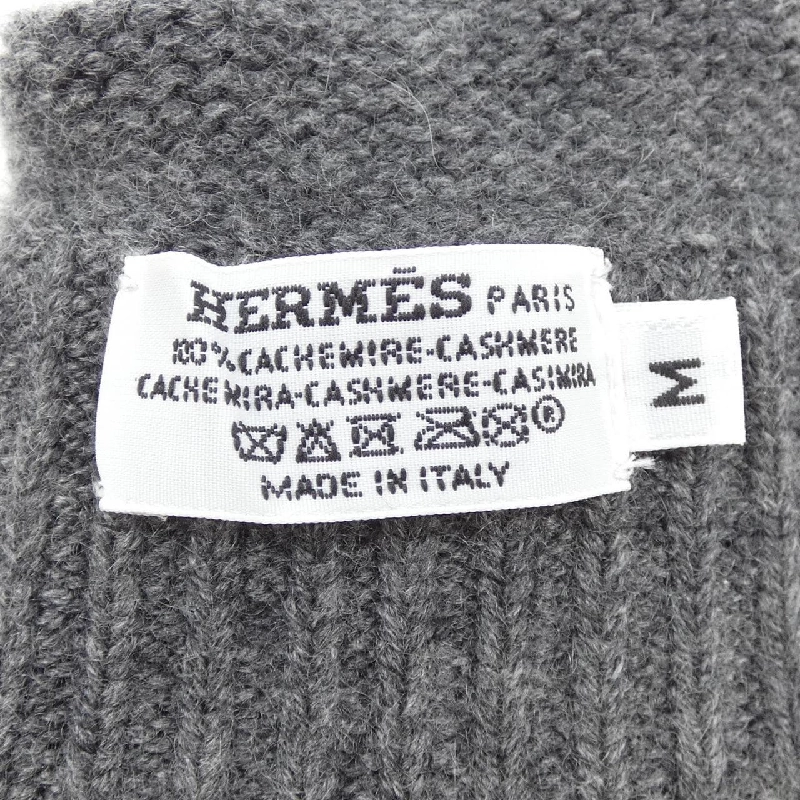 HERMÈS PARIS
100% CACHEMIRE-CASHMERE
CACHEMIRA-CASHMERE-CASIMIRA
®
MADE IN ITALY
M